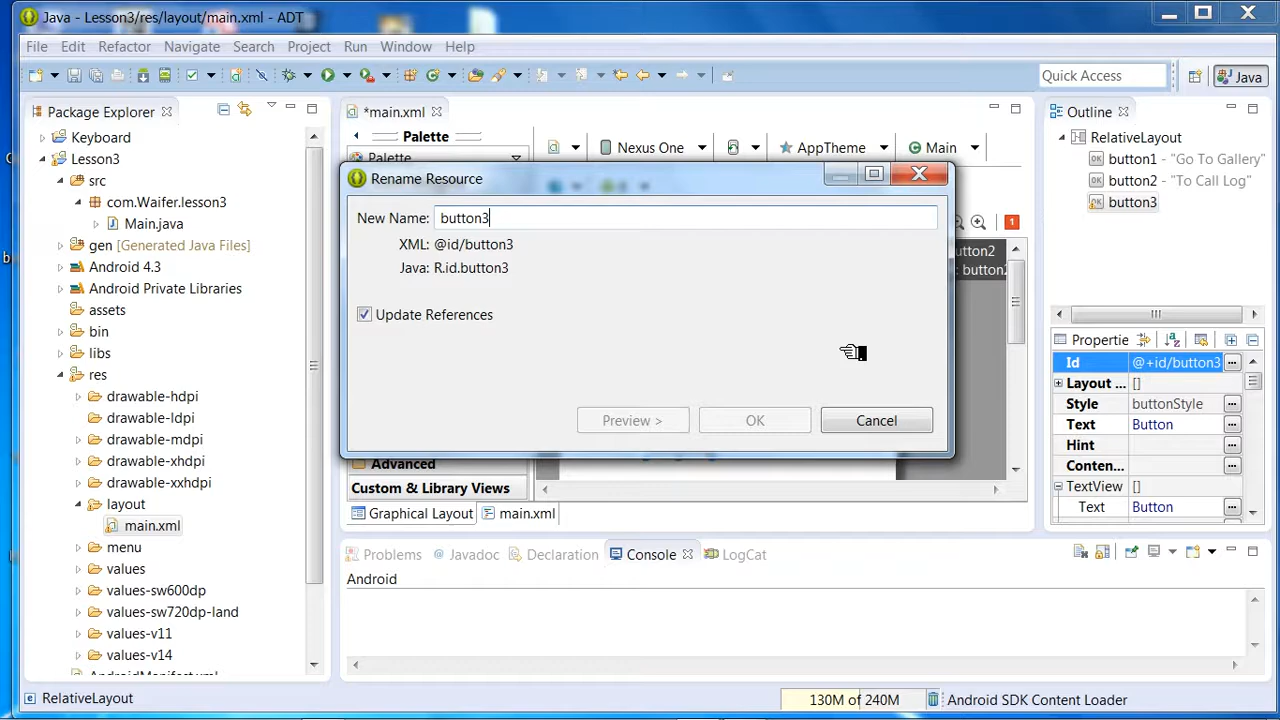 Java - Lesson3/res/layout/main.xml - ADT
File Edit Refactor Navigate Search Project Run Window Help
Quick Access
Java
Package Explorer
Keyboard
Lesson3
src
com.Waifer.lesson3
Main.java
gen [Generated Java Files]
Android 4.3
Android Private Libraries
assets
bin
libs
res
drawable-hdpi
drawable-ldpi
drawable-mdpi
drawable-xhdpi
drawable-xxhdpi
layout
main.xml
menu
values
values-sw600dp
values-sw720dp-land
values-v11
values-v14
AndroidManifest.xml
*main.xml
Palette
Palette
Nexus One
AppTheme
Main
1
utton2
: button2
Rename Resource
New Name: button3
XML: @id/button3
Java: R.id.button3
Update References
Preview > OK Cancel
Advanced
Custom & Library Views
Graphical Layout main.xml
Outline
RelativeLayout
button1 - "Go To Gallery"
button2 - "To Call Log"
button3
Propertie
Id @+id/button3
Layout ... []
Style buttonStyle
Text Button
Hint
Conten...
TextView []
Text Button
Problems @ Javadoc Declaration Console LogCat
Android
RelativeLayout
130M of 240M
Android SDK Content Loader